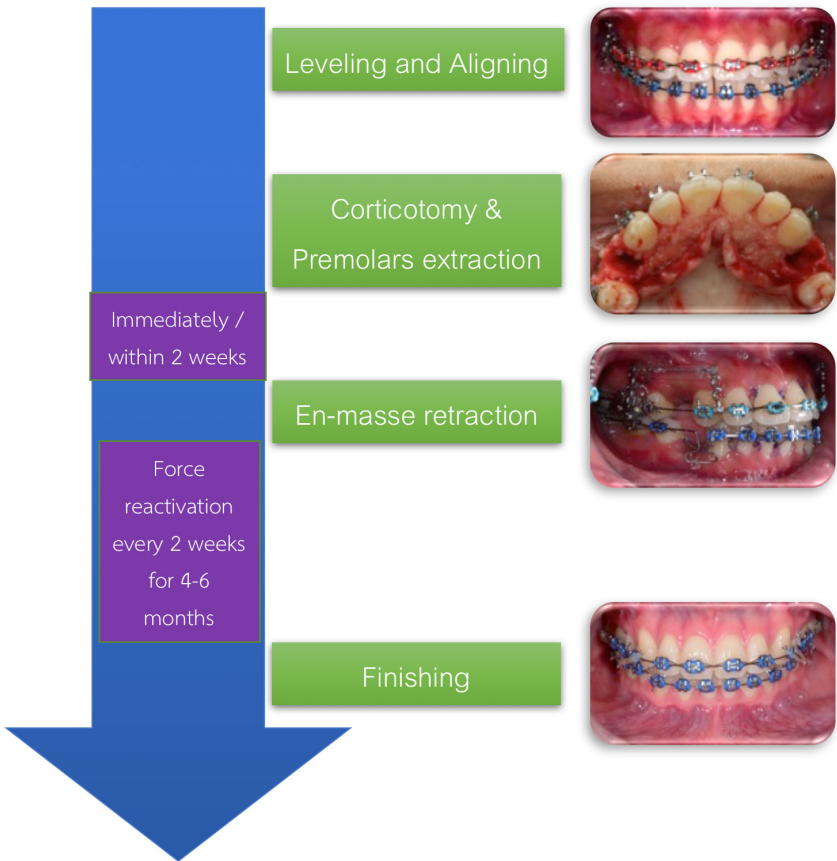 Leveling and Aligning
Corticotomy &
Premolars extraction
Immediately /
within 2 weeks
En-masse retraction
Force
reactivation
every 2 weeks
for 4-6
months
Finishing